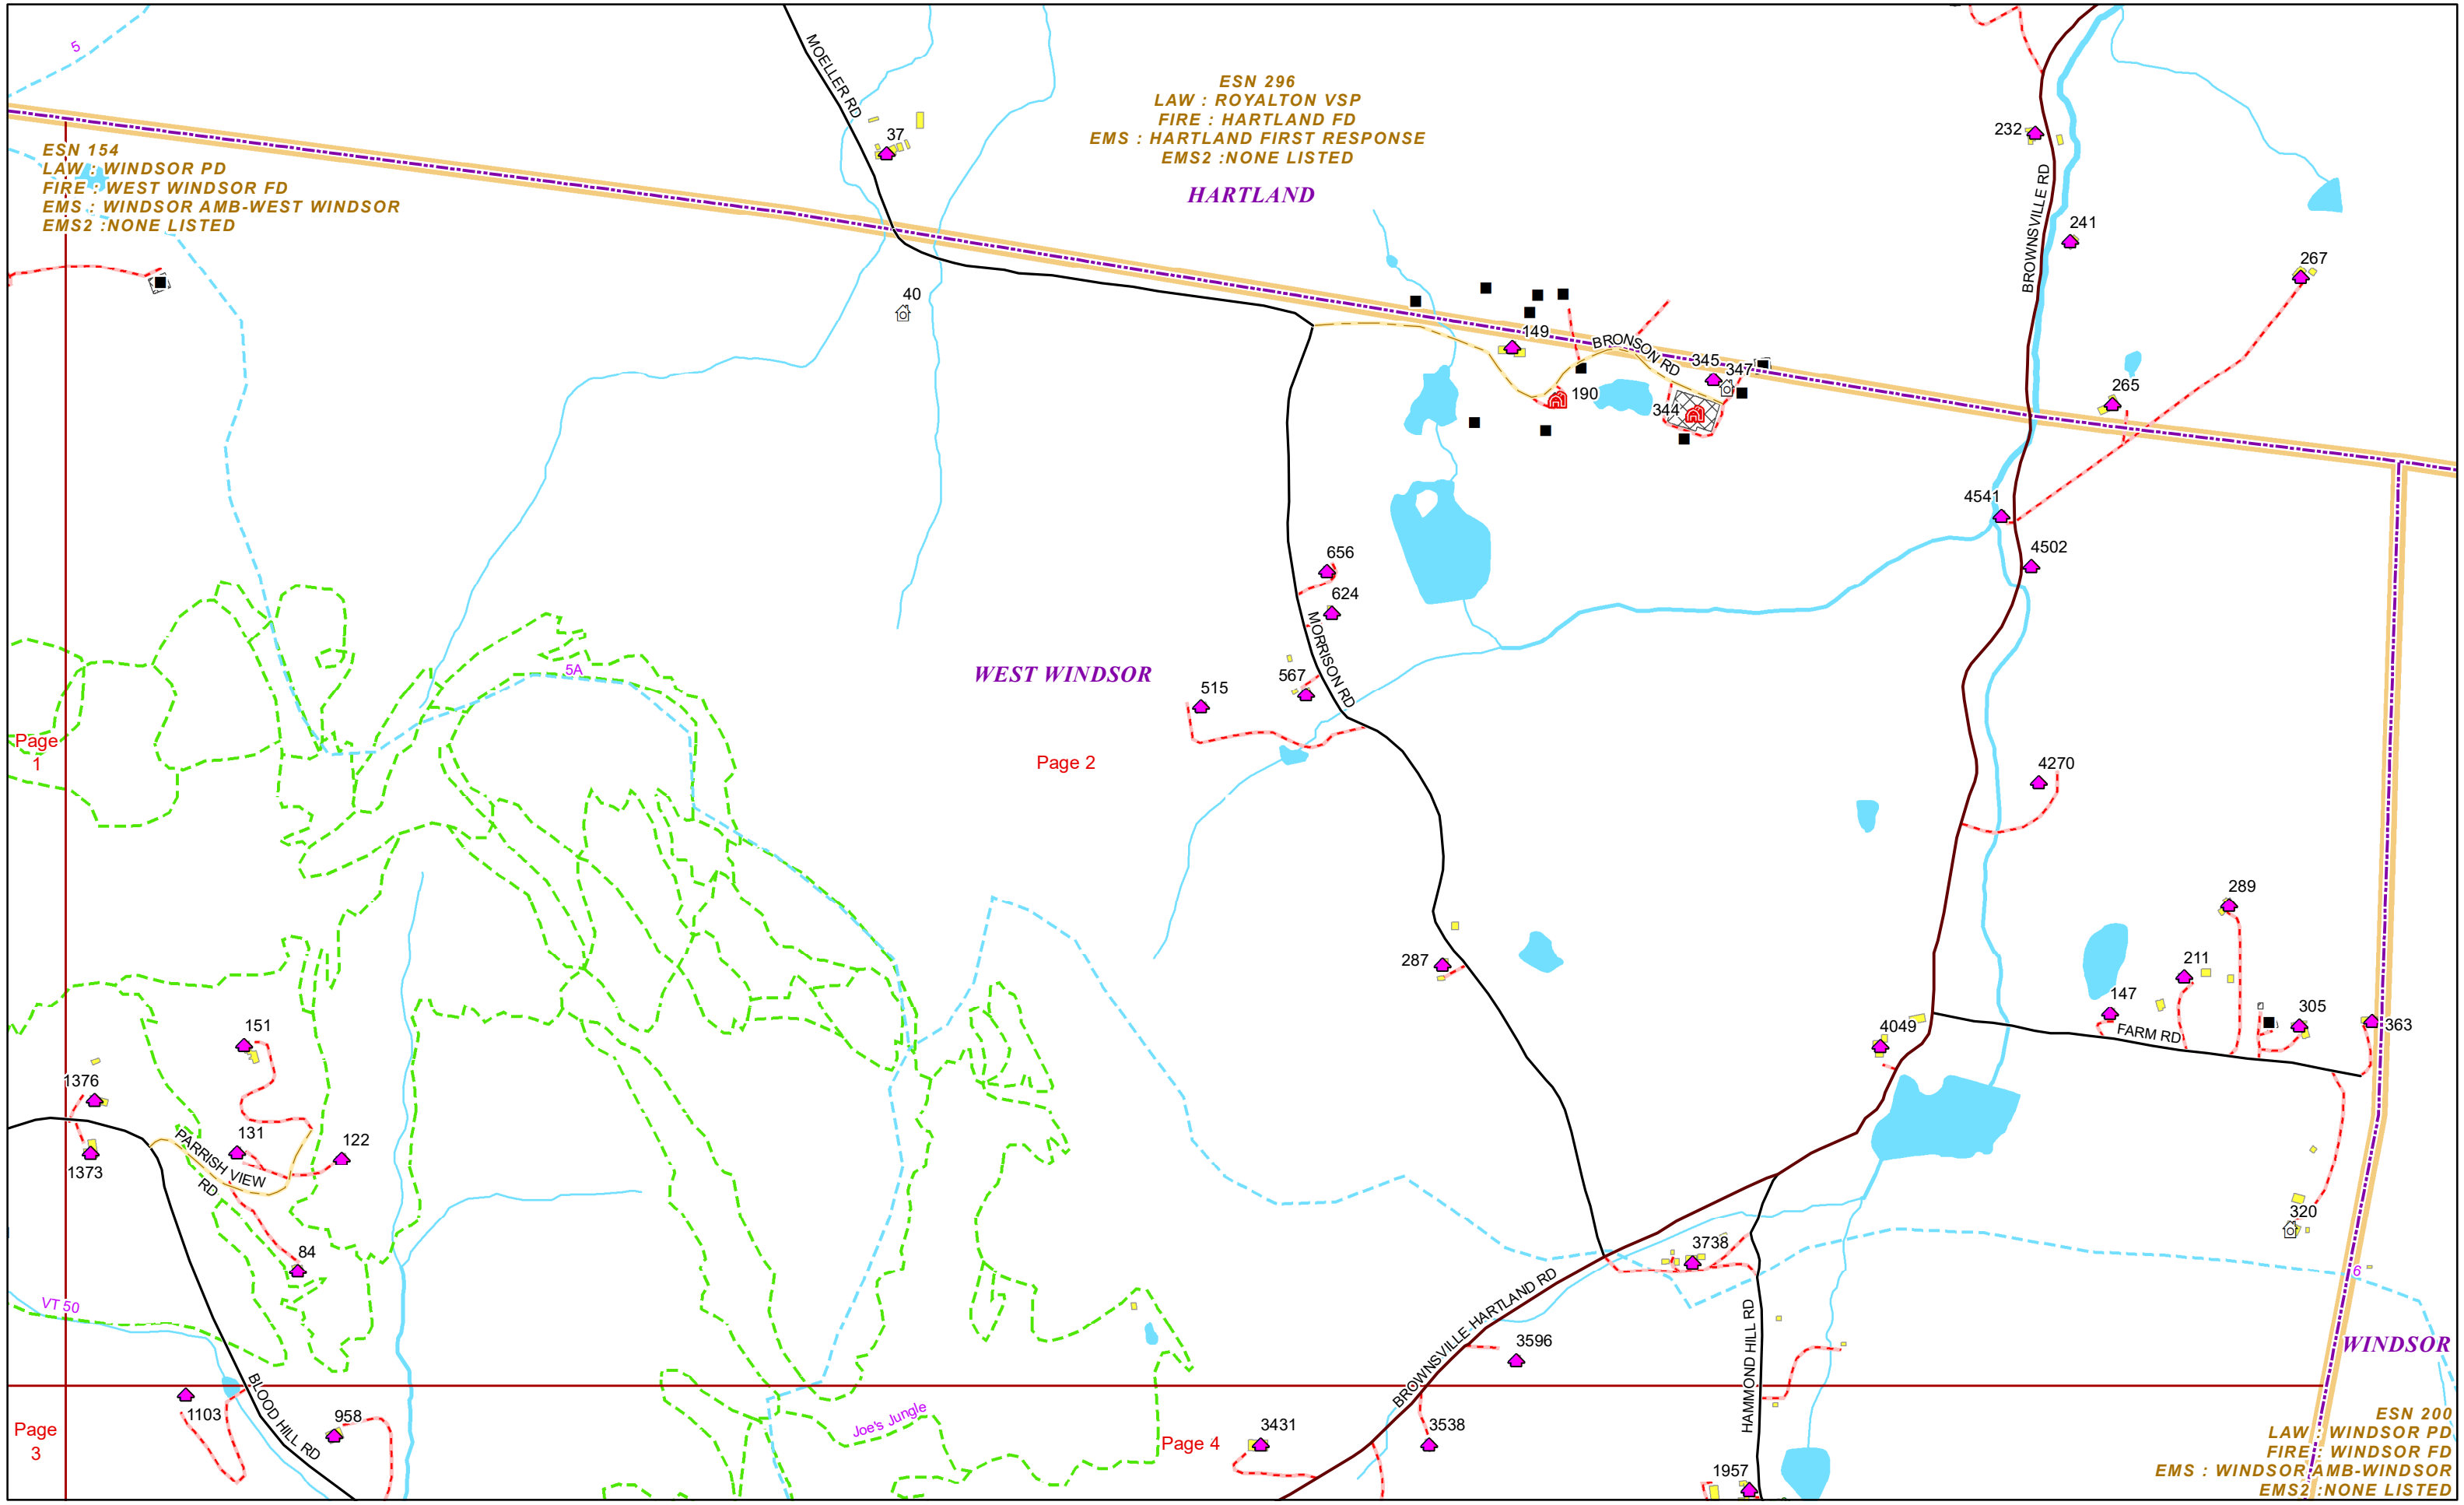 5
MOELLER RD
37
ESN 296
LAW : ROYALTON VSP
FIRE : HARTLAND FD
EMS : HARTLAND FIRST RESPONSE
EMS2 :NONE LISTED
HARTLAND
232
BROWNSVILLE RD
241
267
ESN 154
LAW : WINDSOR PD
FIRE : WEST WINDSOR FD
EMS : WINDSOR AMB-WEST WINDSOR
EMS2 :NONE LISTED
40
149
BRONSON RD
345
347
190
344
265
4541
4502
656
624
MORRISON RD
567
515
WEST WINDSOR
5A
Page
1
Page 2
4270
289
287
211
147
305
363
FARM RD
4049
151
1376
131
122
1373
PARRISH VIEW
RD
84
VT 50
320
3738
6
BROWNSVILLE HARTLAND RD
HAMMOND HILL RD
3596
WINDSOR
BLOOD HILL RD
1103
958
Joe's Jungle
Page
3
Page 4
3431
3538
1957
ESN 200
LAW : WINDSOR PD
FIRE : WINDSOR FD
EMS : WINDSOR AMB-WINDSOR
EMS2 :NONE LISTED